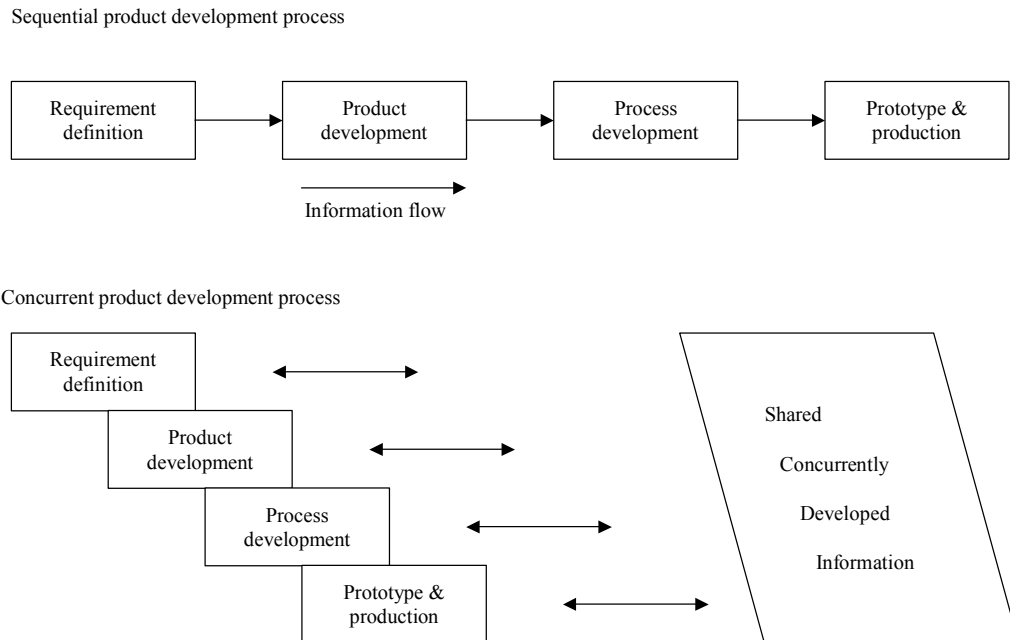 Sequential product development process
Requirement
definition
Product
development
Process
development
Prototype &
production
Information flow
Concurrent product development process
Requirement
definition
Product
development
Process
development
Prototype &
production
Shared
Concurrently
Developed
Information